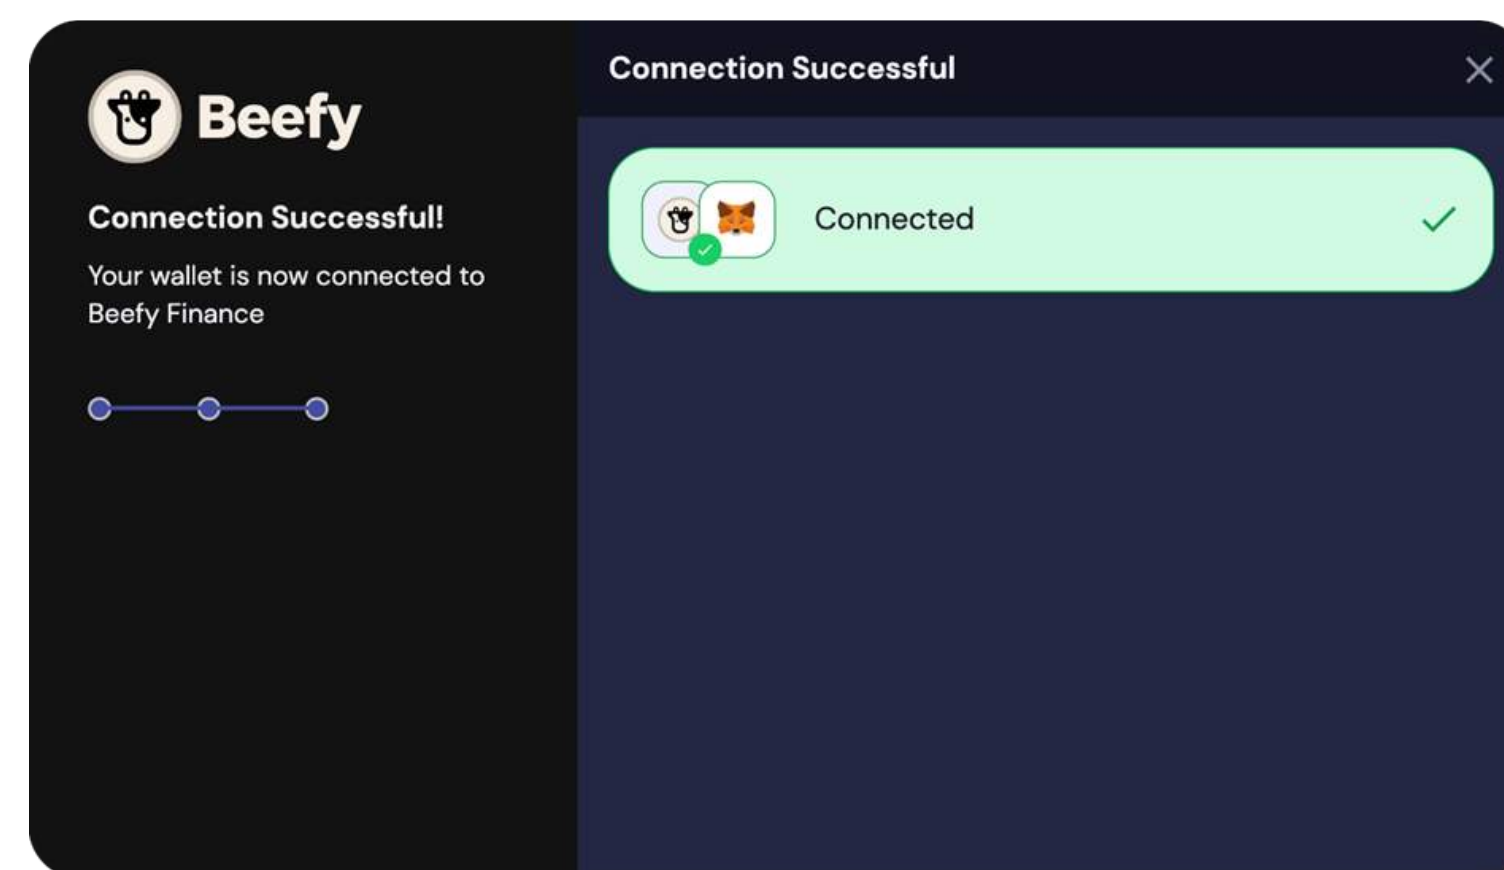 Beefy
Connection Successful!
Your wallet is now connected to
Beefy Finance
Connection Successful
Connected